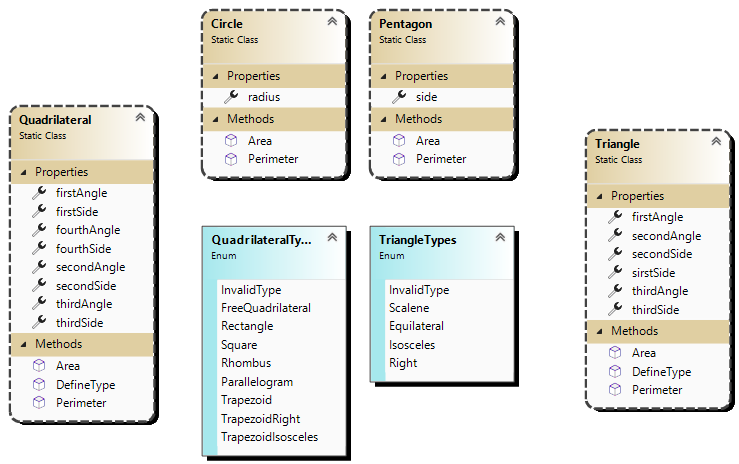 Circle
Static Class
Properties
radius
Methods
Area
Perimeter
Pentagon
Static Class
Properties
side
Methods
Area
Perimeter
Quadrilateral
Static Class
Properties
firstAngle
firstSide
fourthAngle
fourthSide
secondAngle
secondSide
thirdAngle
thirdSide
Methods
Area
DefineType
Perimeter
QuadrilateralTy...
Enum
InvalidType
FreeQuadrilateral
Rectangle
Square
Rhombus
Parallelogram
Trapezoid
TrapezoidRight
TrapezoidIsosceles
TriangleTypes
Enum
InvalidType
Scalene
Equilateral
Isosceles
Right
Triangle
Static Class
Properties
firstAngle
secondAngle
secondSide
sirstSide
thirdAngle
thirdSide
Methods
Area
DefineType
Perimeter